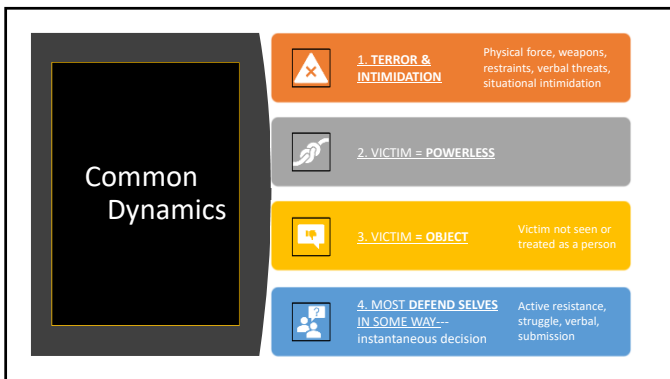 Common
Dynamics
1. TERROR &
INTIMIDATION
Physical force, weapons,
restraints, verbal threats,
situational intimidation
2. VICTIM = POWERLESS
3. VICTIM = OBJECT
Victim not seen or
treated as a person
4. MOST DEFEND SELVES
IN SOME WAY---
instantaneous decision
Active resistance,
struggle, verbal,
submission